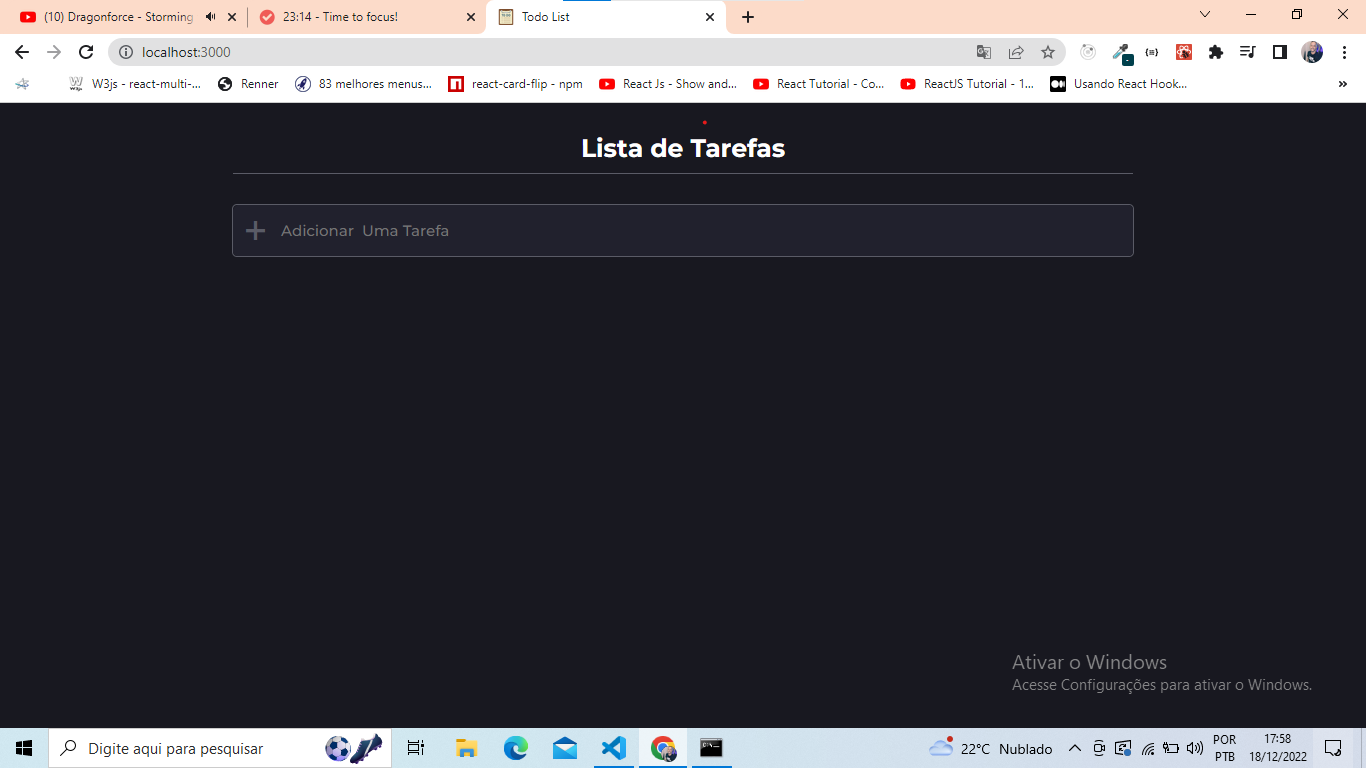 (10) Dragonforce - Storming
23:14 - Time to focus!
Todo List
localhost:3000
W3js - react-multi-...
Renner
83 melhores menus...
react-card-flip - npm
React Js - Show and...
React Tutorial - Co...
ReactJS Tutorial - 1...
Usando React Hook...
Lista de Tarefas
Adicionar  Uma Tarefa
Ativar o Windows
Acesse Configurações para ativar o Windows.
Digite aqui para pesquisar
22°C Nublado
POR
PTB
17:58
18/12/2022